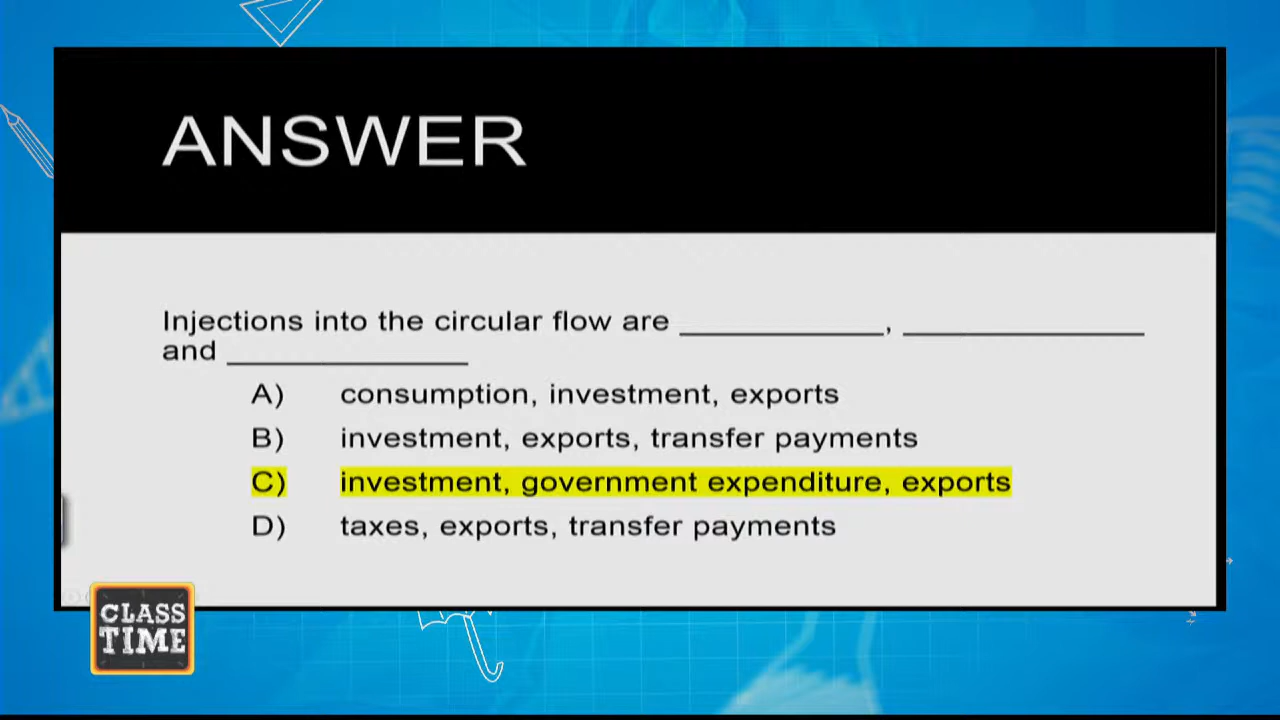 ANSWER
Injections into the circular flow are ____________, ______________
and ______________
A) consumption, investment, exports
B) investment, exports, transfer payments
C) investment, government expenditure, exports
D) taxes, exports, transfer payments
CLASS
TIME